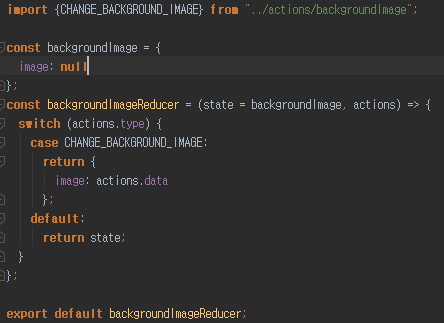 import {CHANGE_BACKGROUND_IMAGE} from "../actions/backgroundImage";
const backgroundImage = {
image: null
};
const backgroundImageReducer = (state = backgroundImage, actions) => {
switch (actions.type) {
case CHANGE_BACKGROUND_IMAGE:
return {
image: actions.data
};
default:
return state;
}
};
export default backgroundImageReducer;